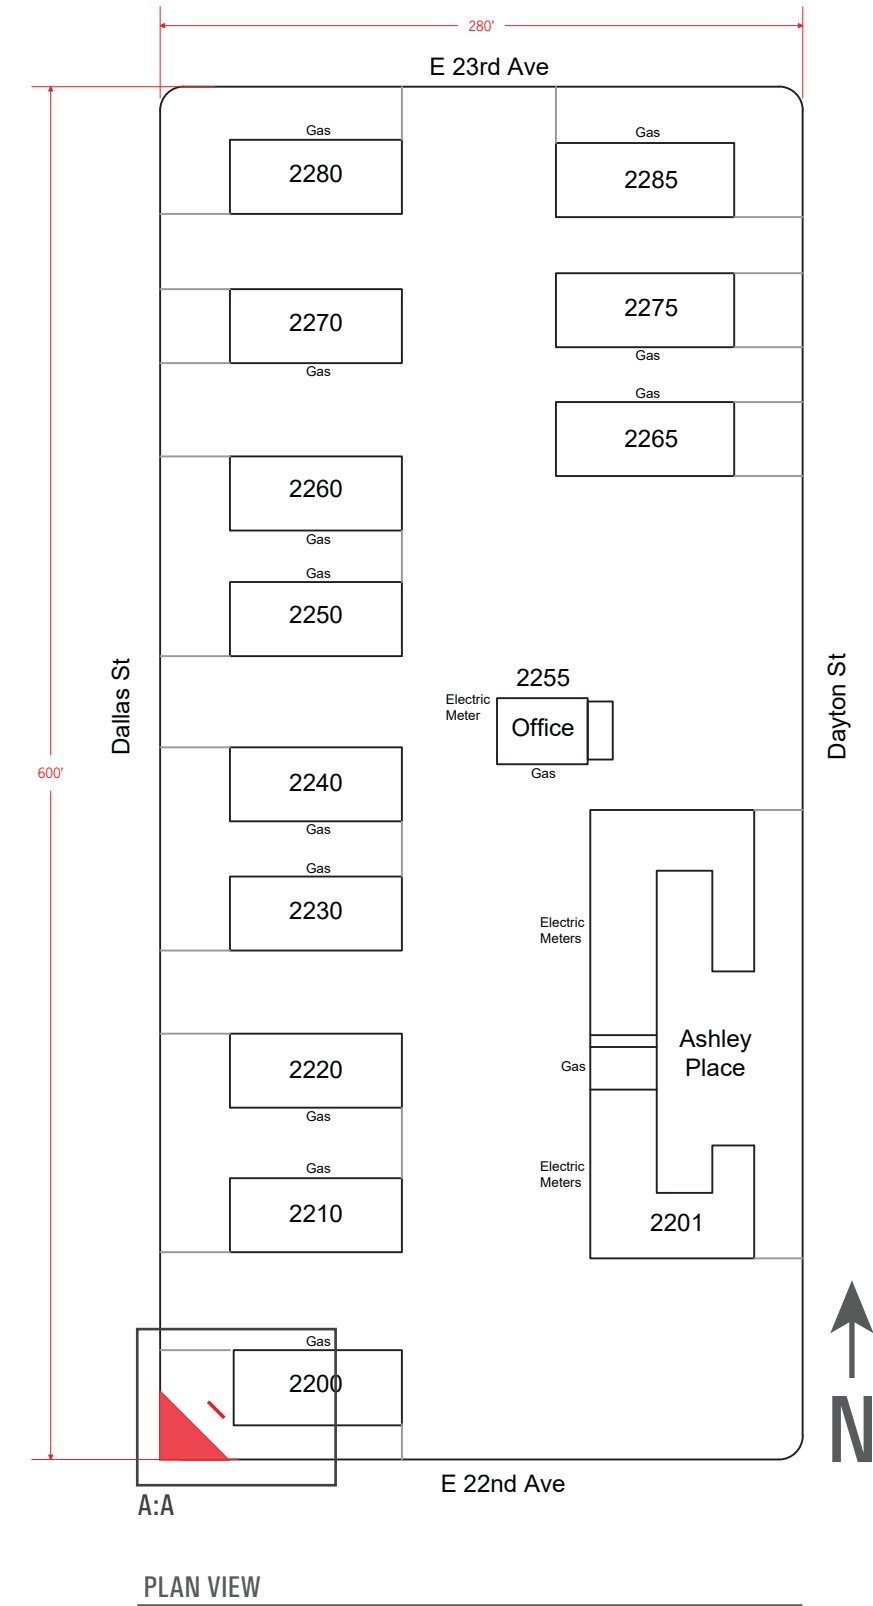 280'
E 23rd Ave
Gas
2280
Gas
2285
2270
Gas
2275
Gas
Gas
2265
2260
Gas
Gas
2250
Dallas St
Dayton St
2255
Electric
Meter
Office
Gas
600'
2240
Gas
Gas
2230
Electric
Meters
Ashley
Place
Gas
2220
Gas
Gas
2210
Electric
Meters
2201
Gas
2200
N
E 22nd Ave
A:A
PLAN VIEW